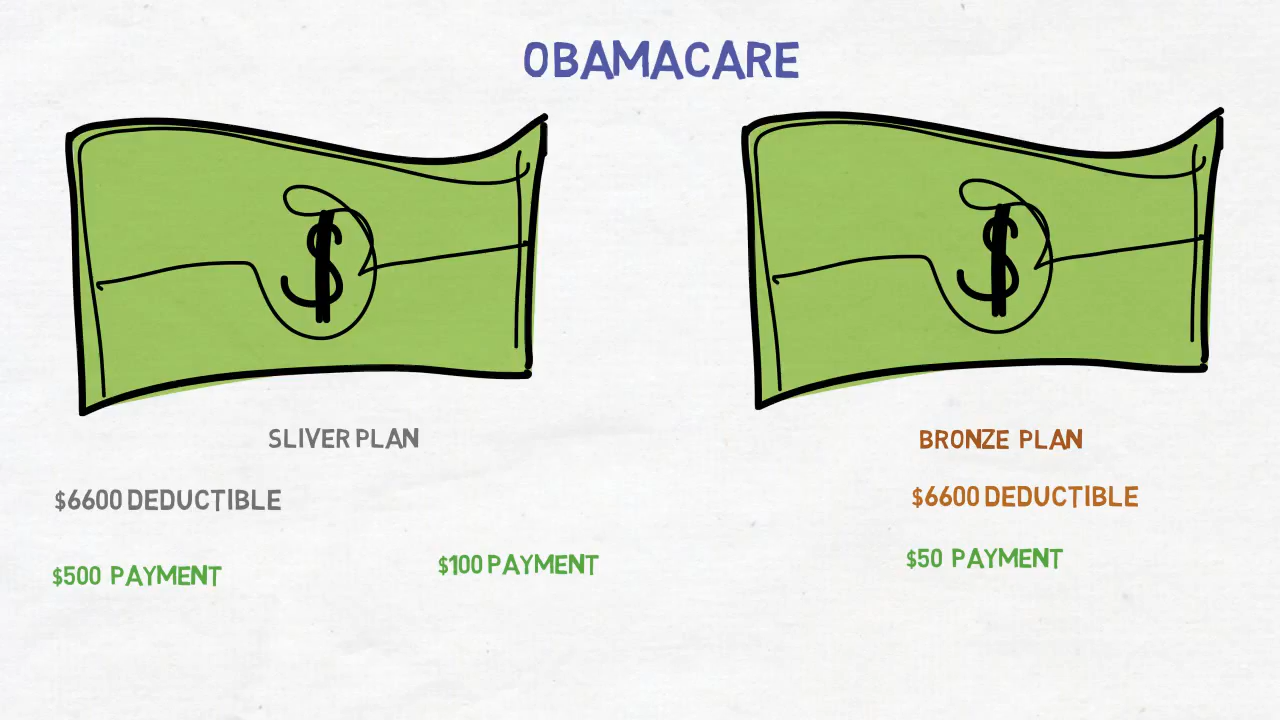 OBAMACARE
$
$
SLIVER PLAN
BRONZE PLAN
$6600 DEDUCTIBLE
$6600 DEDUCTIBLE
$500 PAYMENT
$100 PAYMENT
$50 PAYMENT